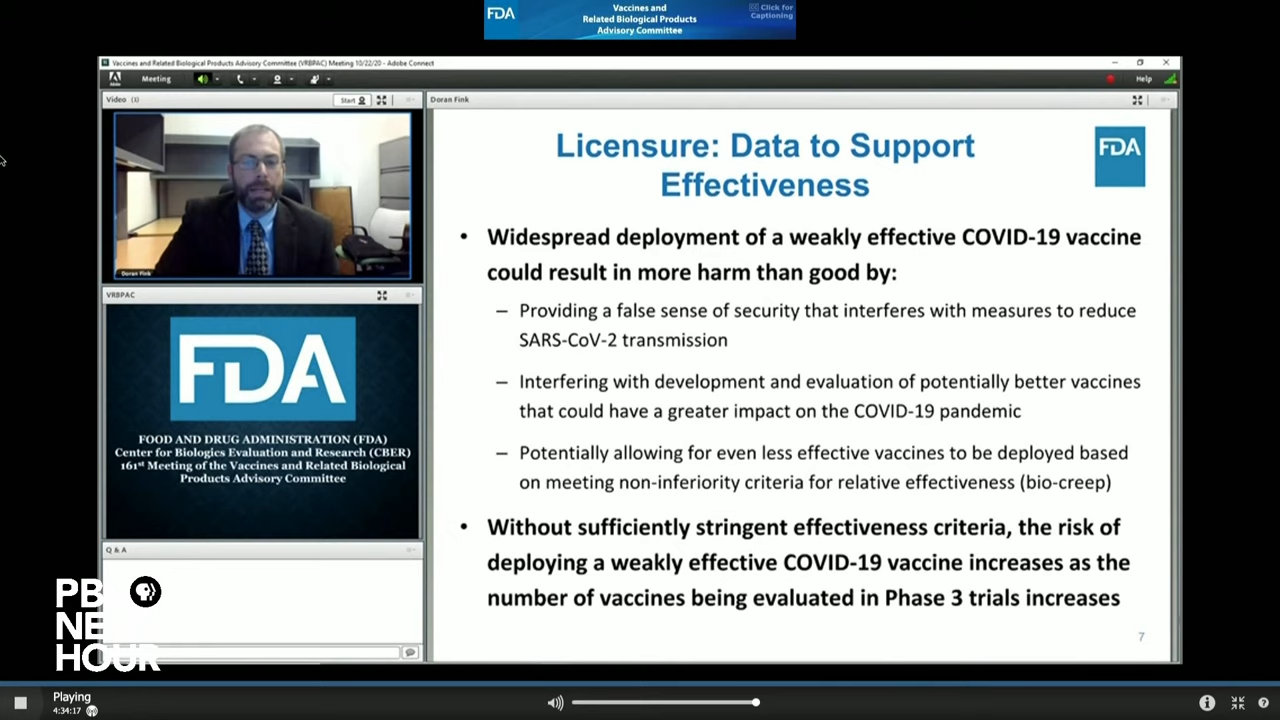 FDA
Vaccines and
Related Biological Products
Advisory Committee
CC Click for
Captioning
Vaccines and Related Biological Products Advisory Committee (VRBPAC) Meeting 10/22/20 - Adobe Connect
Meeting
Help
Video (3)
Start
Doran Fink
Doran Fink
VRBPAC
FDA
FOOD AND DRUG ADMINISTRATION (FDA)
Center for Biologics Evaluation and Research (CBER)
161st Meeting of the Vaccines and Related Biological
Products Advisory Committee
Q & A
Licensure: Data to Support
Effectiveness
FDA
• Widespread deployment of a weakly effective COVID-19 vaccine
could result in more harm than good by:
– Providing a false sense of security that interferes with measures to reduce
SARS-CoV-2 transmission
– Interfering with development and evaluation of potentially better vaccines
that could have a greater impact on the COVID-19 pandemic
– Potentially allowing for even less effective vaccines to be deployed based
on meeting non-inferiority criteria for relative effectiveness (bio-creep)
• Without sufficiently stringent effectiveness criteria, the risk of
deploying a weakly effective COVID-19 vaccine increases as the
number of vaccines being evaluated in Phase 3 trials increases
7
PBS
NEWS
HOUR
Playing
4:34:17